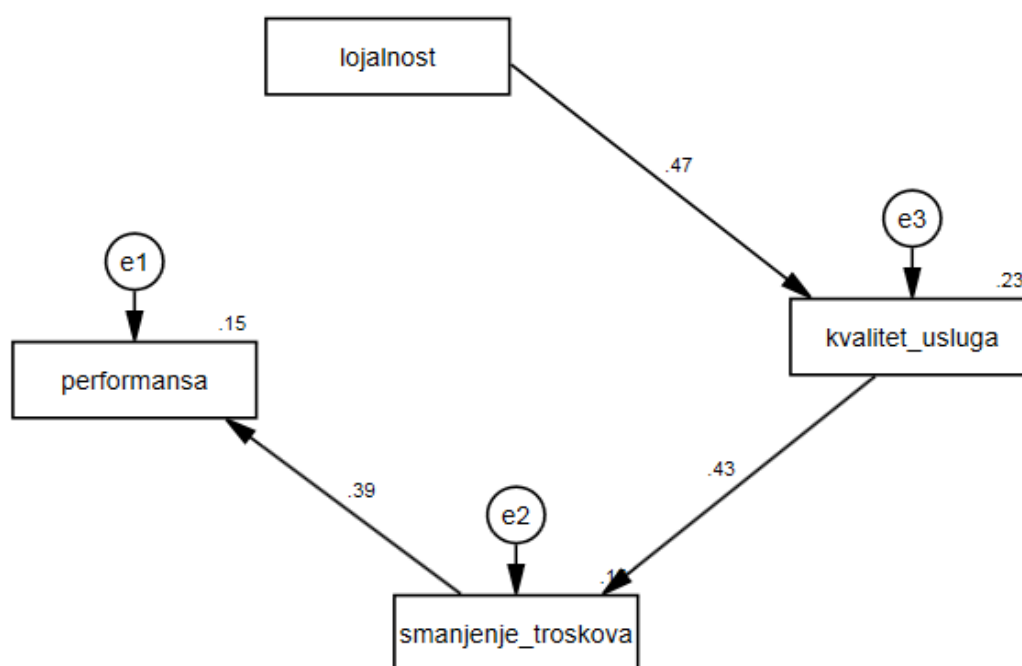 lojalnost
.47
e3
.23
kvalitet_usluga
e1
.15
performansa
.43
.39
e2
smanjenje_troskova